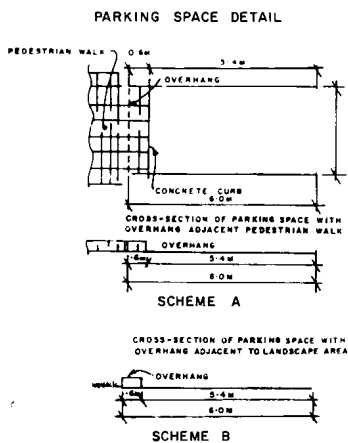 PARKING SPACE DETAIL
PEDESTRIAN WALK
0.6M
5.4M
OVERHANG
CONCRETE CURB
6.0M
CROSS-SECTION OF PARKING SPACE WITH
OVERHANG ADJACENT PEDESTRIAN WALK
OVERHANG
.6M
5.4M
6.0M
SCHEME A
CROSS-SECTION OF PARKING SPACE WITH
OVERHANG ADJACENT TO LANDSCAPE AREA
OVERHANG
.6M
5.4M
6.0M
SCHEME B